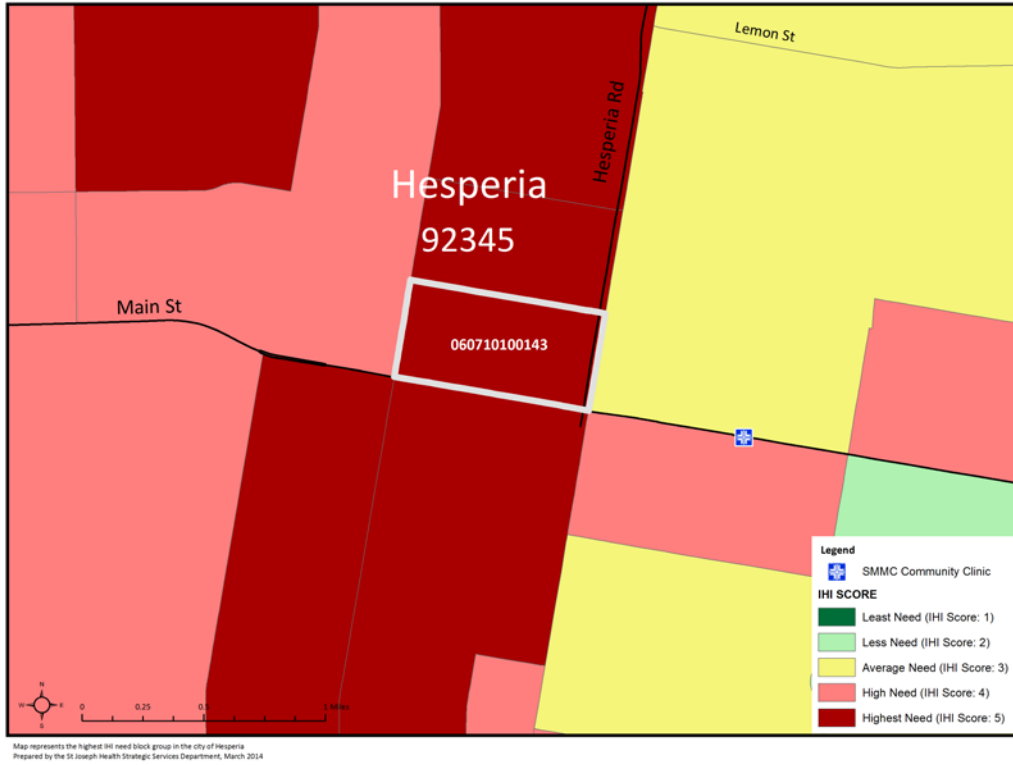 Lemon St
Hesperia Rd
Hesperia
92345
Main St
060710100143
Legend
SMMC Community Clinic
IHI SCORE
Least Need (IHI Score: 1)
Less Need (IHI Score: 2)
Average Need (IHI Score: 3)
High Need (IHI Score: 4)
Highest Need (IHI Score: 5)
N
W E
S
0 0.25 0.5 1 Miles
Map represents the highest IHI need block group in the city of Hesperia
Prepared by the St Joseph Health Strategic Services Department, March 2014